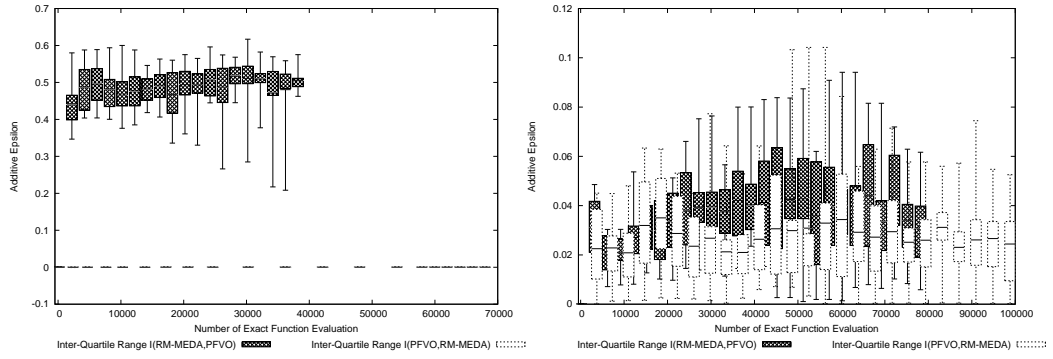 0.7
0.6
0.5
0.4
0.3
0.2
0.1
0
-0.1
Additive Epsilon
0 10000 20000 30000 40000 50000 60000 70000
Number of Exact Function Evaluation
Inter-Quartile Range I(RM-MEDA,PFVO) Inter-Quartile Range I(PFVO,RM-MEDA)
0.12
0.1
0.08
0.06
0.04
0.02
0
Additive Epsilon
0 10000 20000 30000 40000 50000 60000 70000 80000 90000 100000
Number of Exact Function Evaluation
Inter-Quartile Range I(RM-MEDA,PFVO) Inter-Quartile Range I(PFVO,RM-MEDA)